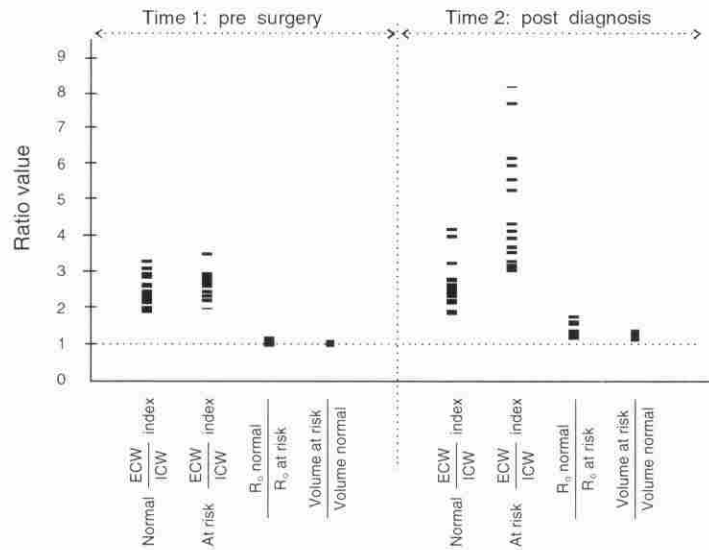 Time 1: pre surgery
Time 2: post diagnosis
Ratio value
9
8
7
6
5
4
3
2
1
0
Normal ECW/ICW index
At risk ECW/ICW index
R₀ normal/R₀ at risk
Volume at risk/Volume normal
Normal ECW/ICW index
At risk ECW/ICW index
R₀ normal/R₀ at risk
Volume at risk/Volume normal